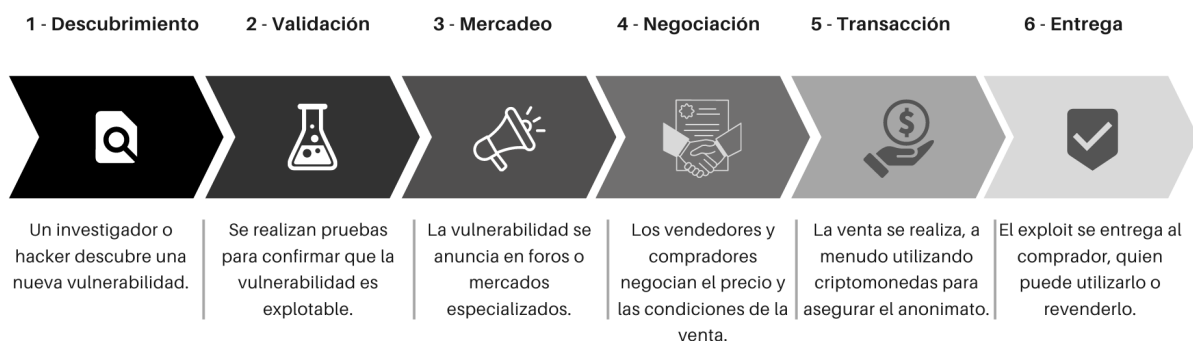 1 - Descubrimiento
2 - Validación
3 - Mercadeo
4 - Negociación
5 - Transacción
6 - Entrega
$
Un investigador o
hacker descubre una
nueva vulnerabilidad.
Se realizan pruebas
para confirmar que la
vulnerabilidad es
explotable.
La vulnerabilidad se
anuncia en foros o
mercados
especializados.
Los vendedores y
compradores
negocian el precio y
las condiciones de la
venta.
La venta se realiza, a
menudo utilizando
criptomonedas para
asegurar el anonimato.
El exploit se entrega al
comprador, quien
puede utilizarlo o
revenderlo.